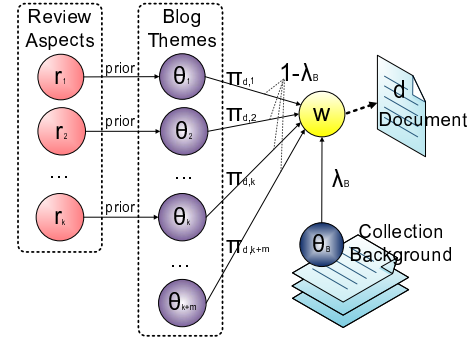 Review
Aspects
Blog
Themes
r1
prior
θ1
πd,1
1-λB
r2
prior
θ2
πd,2
w
d
Document
...
...
rk
prior
θk
πd,k
λB
πd,k+m
θB
Collection
Background
...
θk+m